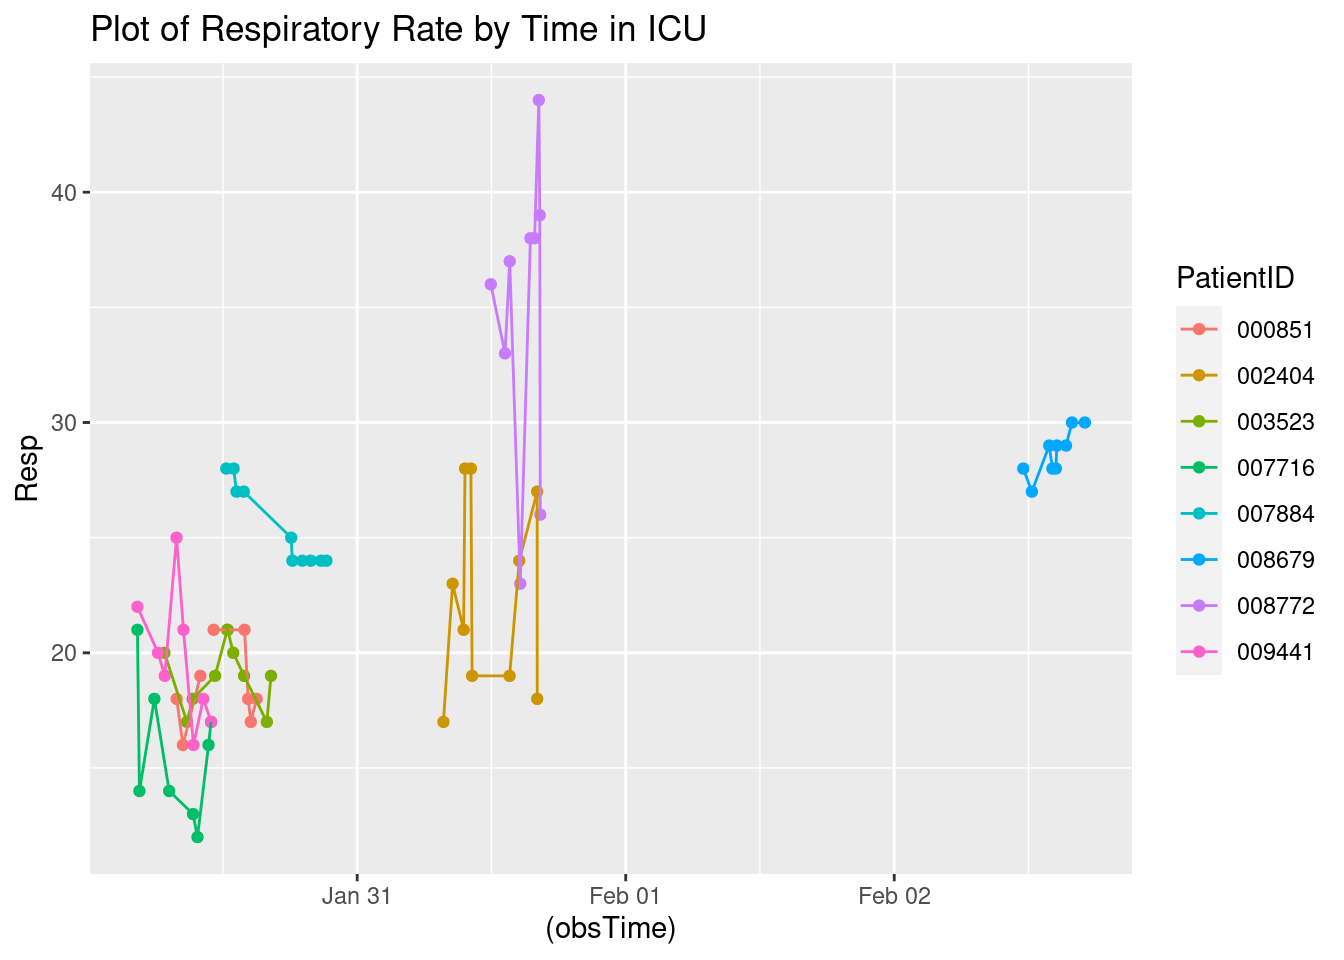 Plot of Respiratory Rate by Time in ICU
40
30
20
Resp
Jan 31
Feb 01
Feb 02
(obsTime)
PatientID
000851
002404
003523
007716
007884
008679
008772
009441